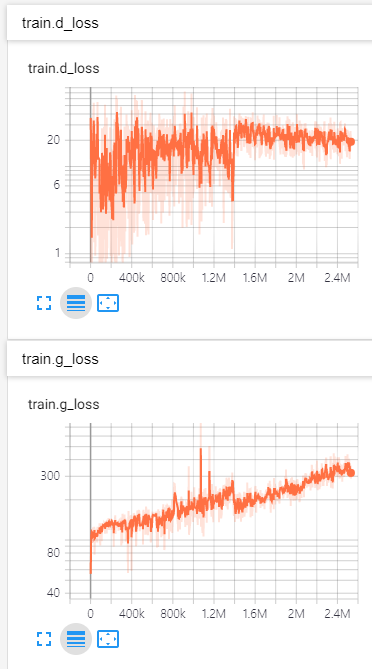 train.d_loss
train.d_loss
20
6
1
0 400k 800k 1.2M 1.6M 2M 2.4M
train.g_loss
train.g_loss
300
80
40
0 400k 800k 1.2M 1.6M 2M 2.4M